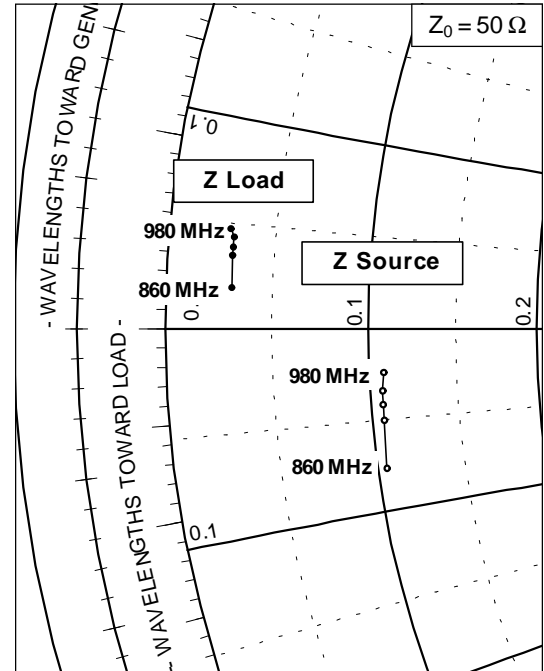 Z0 = 50 Ω
- WAVELENGTHS TOWARD GEN
0.1
Z Load
980 MHz
860 MHz
Z Source
0.
0.1
0.2
980 MHz
860 MHz
- WAVELENGTHS TOWARD LOAD -
0.1